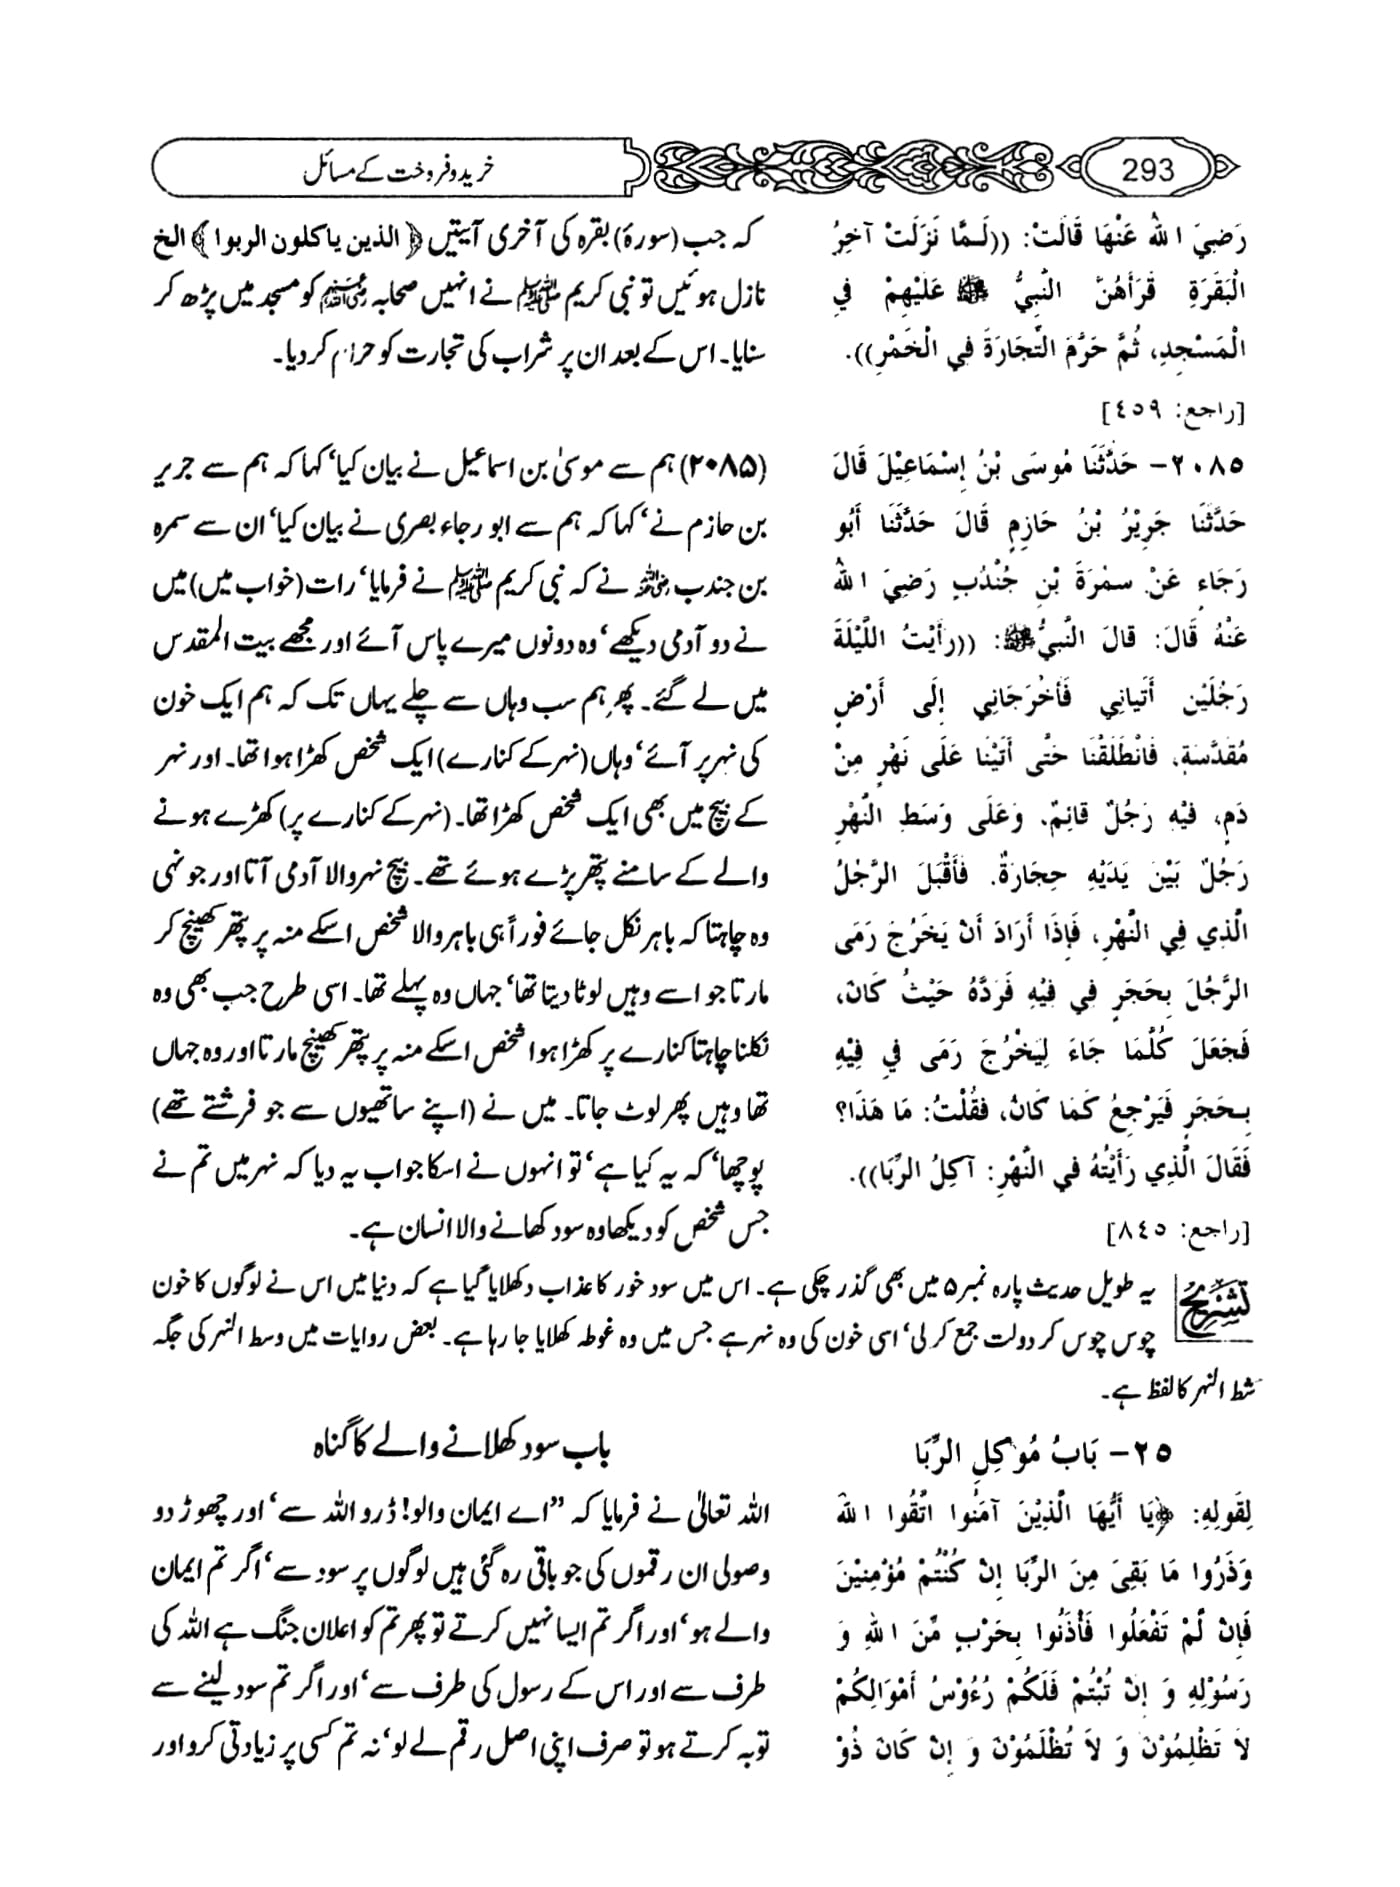 293
خرید و فروخت کے مسائل
رَضِيَ اللهُ عَنْهَا قَالَتْ: ((لَـمَّا نَزَلَتْ آخِرُ
الْبَقَرَةِ قَرَأَهُنَّ النَّبِيُّ ﷺ عَلَيْهِمْ فِي
الْمَسْجِدِ، ثُمَّ حَرَّمَ التِّجَارَةَ فِي الْخَمْرِ)).
[راجع: ٤٥٩]
٢٠٨٥- حَدَّثَنَا مُوسَى بْنُ إِسْمَاعِيْلَ قَالَ
حَدَّثَنَا جَرِيْرُ بْنُ حَازِمٍ قَالَ حَدَّثَنَا أَبُو
رَجَاءٍ عَنْ سمُرَةَ بْنِ جُنْدُبٍ رَضِيَ اللهُ
عَنْهُ قَالَ: قَالَ النَّبِيُّ ﷺ: ((رَأَيْتُ اللَّيْلَةَ
رَجُلَيْنِ أَتَيَانِي فَأَخْرَجَانِي إِلَى أَرْضٍ
مُقَدَّسَةٍ، فَانْطَلَقْنَا حَتَّى أَتَيْنَا عَلَى نَهْرٍ مِنْ
دَمٍ، فِيْهِ رَجُلٌ قَائِمٌ. وَعَلَى وَسَطِ النَّهْرِ
رَجُلٌ بَيْنَ يَدَيْهِ حِجَارَةٌ. فَأَقْبَلَ الرَّجُلُ
الَّذِي فِي النَّهْرِ، فَإِذَا أَرَادَ أَنْ يَخْرُجَ رَمَى
الرَّجُلَ بِحَجَرٍ فِي فِيْهِ فَرَدَّهُ حَيْثُ كَانَ،
فَجَعَلَ كُلَّمَا جَاءَ لِيَخْرُجَ رَمَى فِي فِيْهِ
بِحَجَرٍ فَيَرْجِعُ كَمَا كَانَ، فَقُلْتُ: مَا هَذَا؟
فَقَالَ الَّذِي رَأَيْتَهُ فِي النَّهْرِ: آكِلُ الرِّبَا)).
[راجع: ٨٤٥]
کہ جب (سورۂ) بقرہ کی آخری آیتیں ﴿ الذین یاکلون الربوا ﴾ الخ
نازل ہوئیں تو نبی کریم ﷺ نے انہیں صحابہ رضی اللہ عنہم کو مسجد میں پڑھ کر
سنایا۔ اس کے بعد ان پر شراب کی تجارت کو حرام کر دیا۔
(۲۰۸۵) ہم سے موسیٰ بن اسماعیل نے بیان کیا‘ کہا کہ ہم سے جریر
بن حازم نے‘ کہا کہ ہم سے ابو رجاء بصری نے بیان کیا‘ ان سے سمرہ
بن جندب رضی اللہ عنہ نے کہ نبی کریم ﷺ نے فرمایا‘ رات (خواب میں) میں
نے دو آدمی دیکھے‘ وہ دونوں میرے پاس آئے اور مجھے بیت المقدس
میں لے گئے۔ پھر ہم سب وہاں سے چلے یہاں تک کہ ہم ایک خون
کی نہر پر آئے‘ وہاں (نہر کے کنارے) ایک شخص کھڑا ہوا تھا۔ اور نہر
کے بیچ میں بھی ایک شخص کھڑا تھا۔ (نہر کے کنارے پر) کھڑے ہونے
والے کے سامنے پتھر پڑے ہوئے تھے۔ بیچ نہر والا آدمی آتا اور جونہی
وہ چاہتا کہ باہر نکل جائے فوراً ہی باہر والا شخص اسکے منہ پر پتھر کھینچ کر
مارتا جو اسے وہیں لوٹا دیتا تھا‘ جہاں وہ پہلے تھا۔ اسی طرح جب بھی وہ
نکلنا چاہتا کنارے پر کھڑا ہوا شخص اسکے منہ پر پتھر کھینچ مارتا اور وہ جہاں
تھا وہیں پھر لوٹ جاتا۔ میں نے (اپنے ساتھیوں سے جو فرشتے تھے)
پوچھا‘ کہ یہ کیا ہے‘ تو انہوں نے اسکا جواب یہ دیا کہ نہر میں تم نے
جس شخص کو دیکھا وہ سود کھانے والا انسان ہے۔
تشریح یہ طویل حدیث پارہ نمبر ۵ میں بھی گذر چکی ہے۔ اس میں سود خور کا عذاب دکھلایا گیا ہے کہ دنیا میں اس نے لوگوں کا خون
چوس چوس کر دولت جمع کر لی‘ اسی خون کی وہ نہر ہے جس میں وہ غوطہ کھلایا جا رہا ہے۔ بعض روایات میں وسط النہر کی جگہ
شط النہر کا لفظ ہے۔
٢٥- بَابُ مُوكِلِ الرِّبَا
لِقَولِهِ: ﴿يَا أَيُّهَا الَّذِيْنَ آمَنُوا اتَّقُوا اللهَ
وَذَرُوا مَا بَقِيَ مِنَ الرِّبَا إِنْ كُنْتُمْ مُؤْمِنِيْنَ
فَإِنْ لَّمْ تَفْعَلُوا فَأْذَنُوا بِحَرْبٍ مِّنَ اللهِ وَ
رَسُوْلِهِ وَ إِنْ تُبْتُمْ فَلَكُمْ رُءُوْسُ أَمْوَالِكُمْ
لاَ تَظْلِمُوْنَ وَ لاَ تُظْلَمُوْنَ وَ إِنْ كَانَ ذُوْ
باب سود کھلانے والے کا گناہ
اللہ تعالیٰ نے فرمایا کہ ”اے ایمان والو! ڈرو اللہ سے‘ اور چھوڑ دو
وصولی ان رقموں کی جو باقی رہ گئی ہیں لوگوں پر سود سے‘ اگر تم ایمان
والے ہو‘ اور اگر تم ایسا نہیں کرتے تو پھر تم کو اعلان جنگ ہے اللہ کی
طرف سے اور اس کے رسول کی طرف سے‘ اور اگر تم سود لینے سے
توبہ کرتے ہو تو صرف اپنی اصل رقم لے لو‘ نہ تم کسی پر زیادتی کرو اور